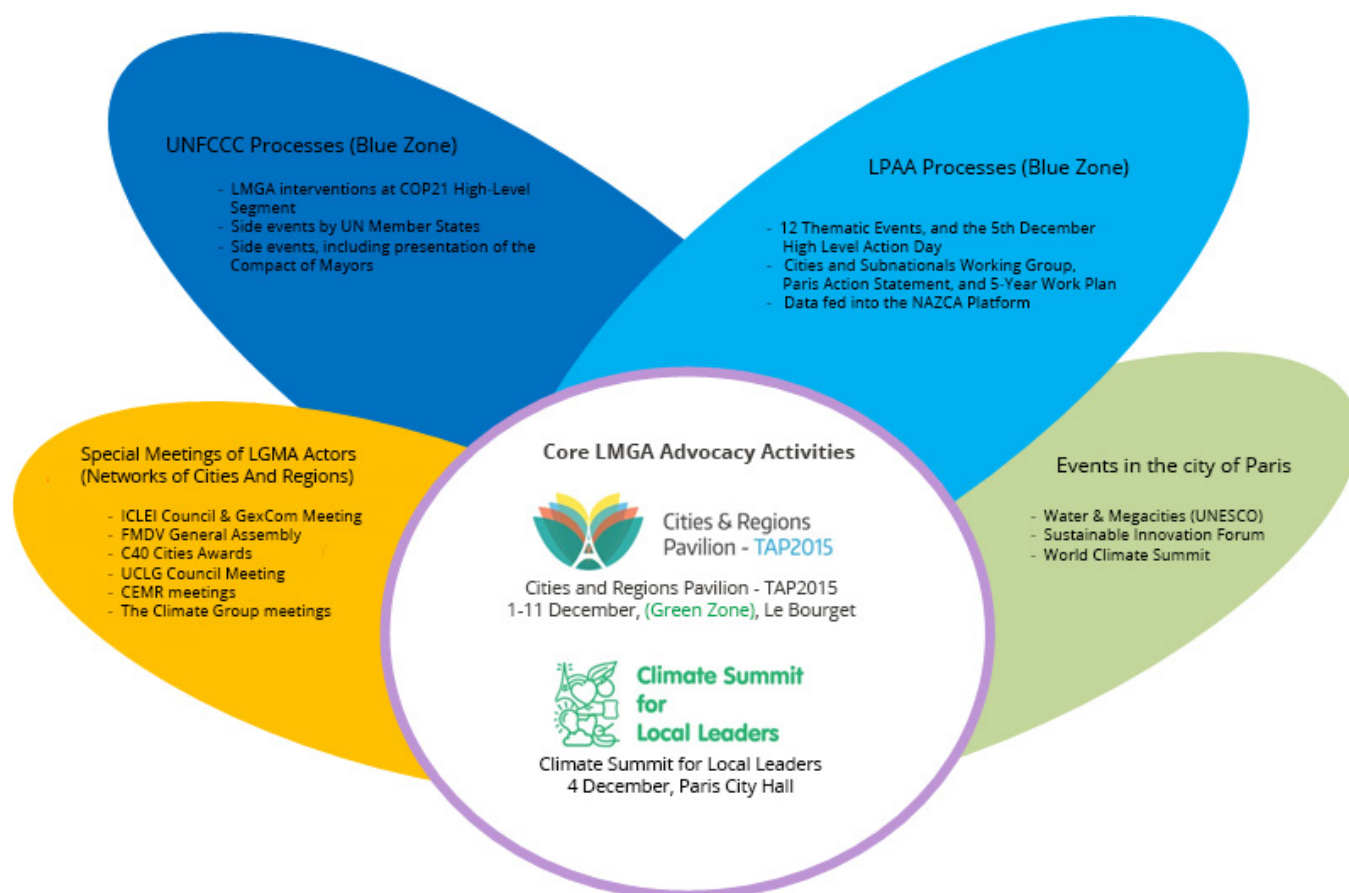 UNFCCC Processes (Blue Zone)
- LMGA interventions at COP21 High-Level
Segment
- Side events by UN Member States
- Side events, including presentation of the
Compact of Mayors
LPAA Processes (Blue Zone)
- 12 Thematic Events, and the 5th December
High Level Action Day
- Cities and Subnationals Working Group,
Paris Action Statement, and 5-Year Work Plan
- Data fed into the NAZCA Platform
Special Meetings of LGMA Actors
(Networks of Cities And Regions)
- ICLEI Council & GexCom Meeting
- FMDV General Assembly
- C40 Cities Awards
- UCLG Council Meeting
- CEMR meetings
- The Climate Group meetings
Core LMGA Advocacy Activities
Cities & Regions
Pavilion - TAP2015
Cities and Regions Pavilion - TAP2015
1-11 December, (Green Zone), Le Bourget
Climate Summit
for
Local Leaders
Climate Summit for Local Leaders
4 December, Paris City Hall
Events in the city of Paris
- Water & Megacities (UNESCO)
- Sustainable Innovation Forum
- World Climate Summit